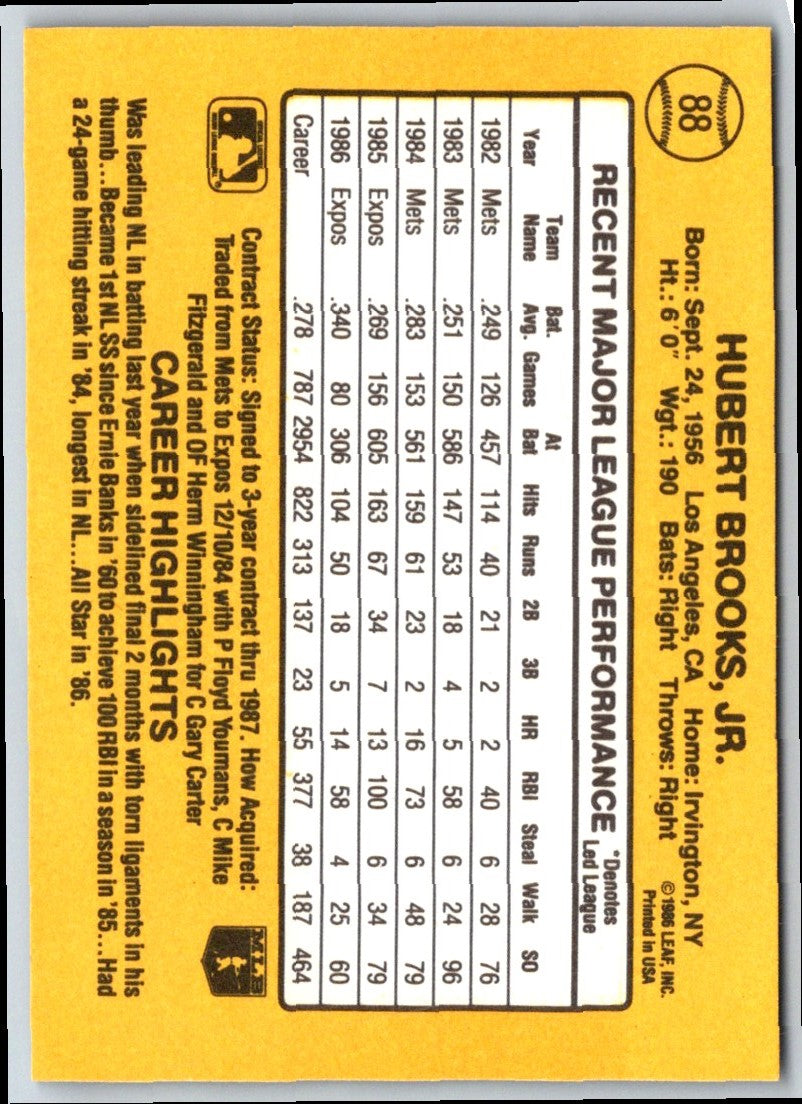 88
HUBERT BROOKS, JR.
Born: Sept. 24, 1956 Los Angeles, CA Home: Irvington, NY
Ht.: 6'0" Wgt.: 190 Bats: Right Throws: Right
©1986 LEAF, INC.
Printed in USA
RECENT MAJOR LEAGUE PERFORMANCE *Denotes Led League
Year Team Name Bat. Avg. Games At Bat Hits Runs 2B 3B HR RBI Steal Walk SO
1982 Mets .249 126 457 114 40 21 2 2 40 6 28 76
1983 Mets .251 150 586 147 53 18 4 5 58 6 24 96
1984 Mets .283 153 561 159 61 23 2 16 73 6 48 79
1985 Expos .269 156 605 163 67 34 7 13 100 6 34 79
1986 Expos .340 80 306 104 50 18 5 14 58 4 25 60
Career .278 787 2954 822 313 137 23 55 377 38 187 464
Contract Status: Signed to 3-year contract thru 1987. How Acquired:
Traded from Mets to Expos 12/10/84 with P Floyd Youmans, C Mike
Fitzgerald and OF Herm Winningham for C Gary Carter
MLB
CAREER HIGHLIGHTS
Was leading NL in batting last year when sidelined final 2 months with torn ligaments in his
thumb...Became 1st NL SS since Ernie Banks in '60 to achieve 100 RBI in a season in '85...Had
a 24-game hitting streak in '84, longest in NL...All Star in '86.